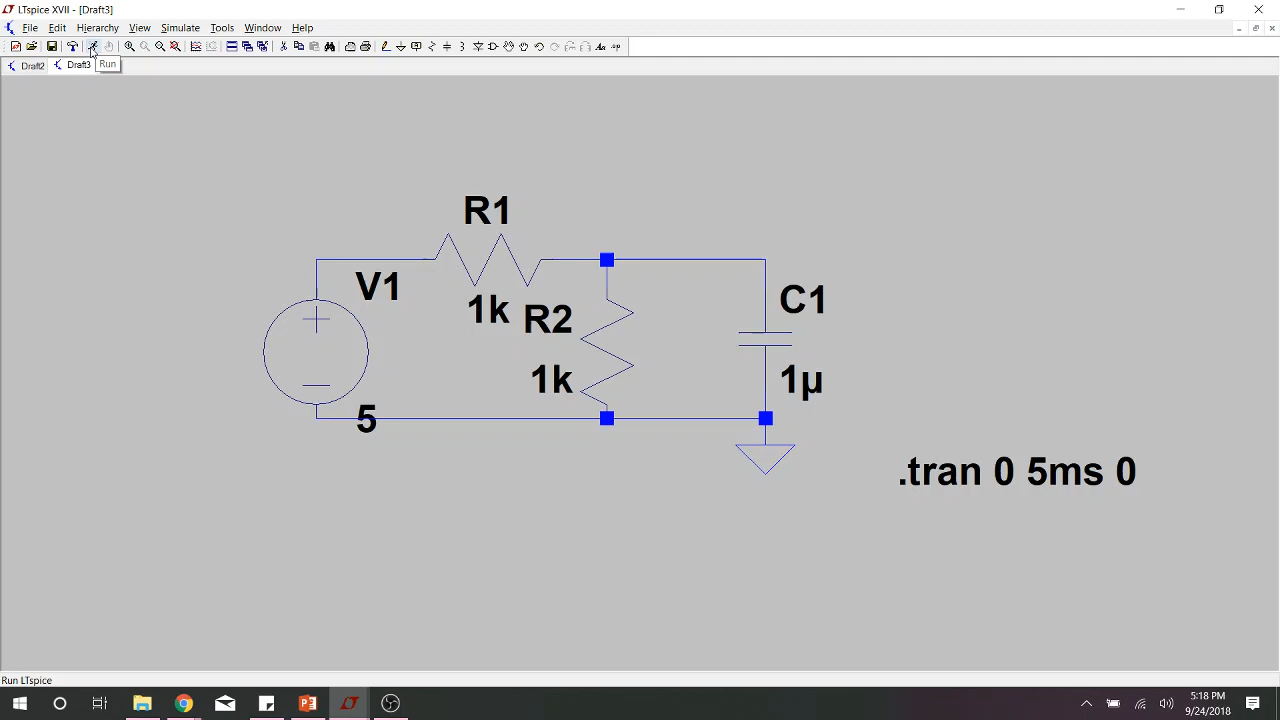 LTspice XVII - [Draft3]
File Edit Hierarchy View Simulate Tools Window Help
Draft2 Draft3 Run
R1
V1
1k
R2
C1
1k
1µ
5
.tran 0 5ms 0
Run LTspice
5:18 PM
9/24/2018